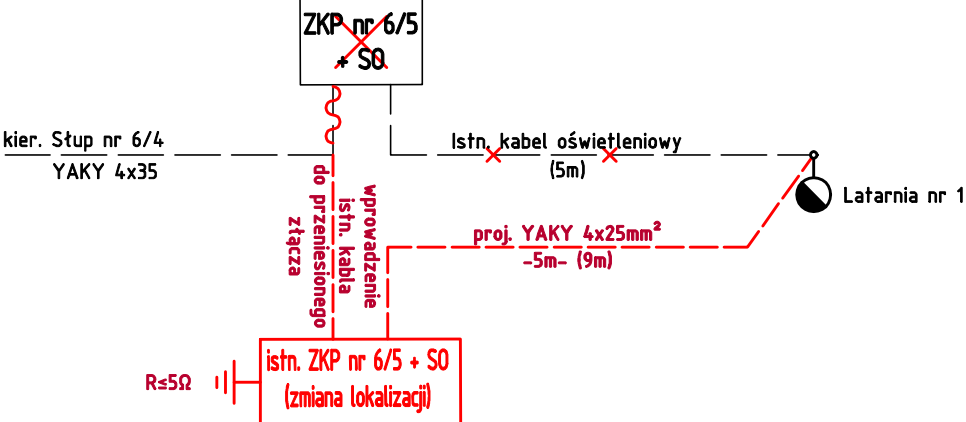 ZKP nr 6/5
+ SO
kier. Słup nr 6/4
YAKY 4x35
Istn. kabel oświetleniowy
(5m)
Latarnia nr 1
wprowadzenie
istn. kabla
do przeniesionego
złącza
proj. YAKY 4x25mm²
-5m- (9m)
istn. ZKP nr 6/5 + SO
(zmiana lokalizacji)
R≤5Ω